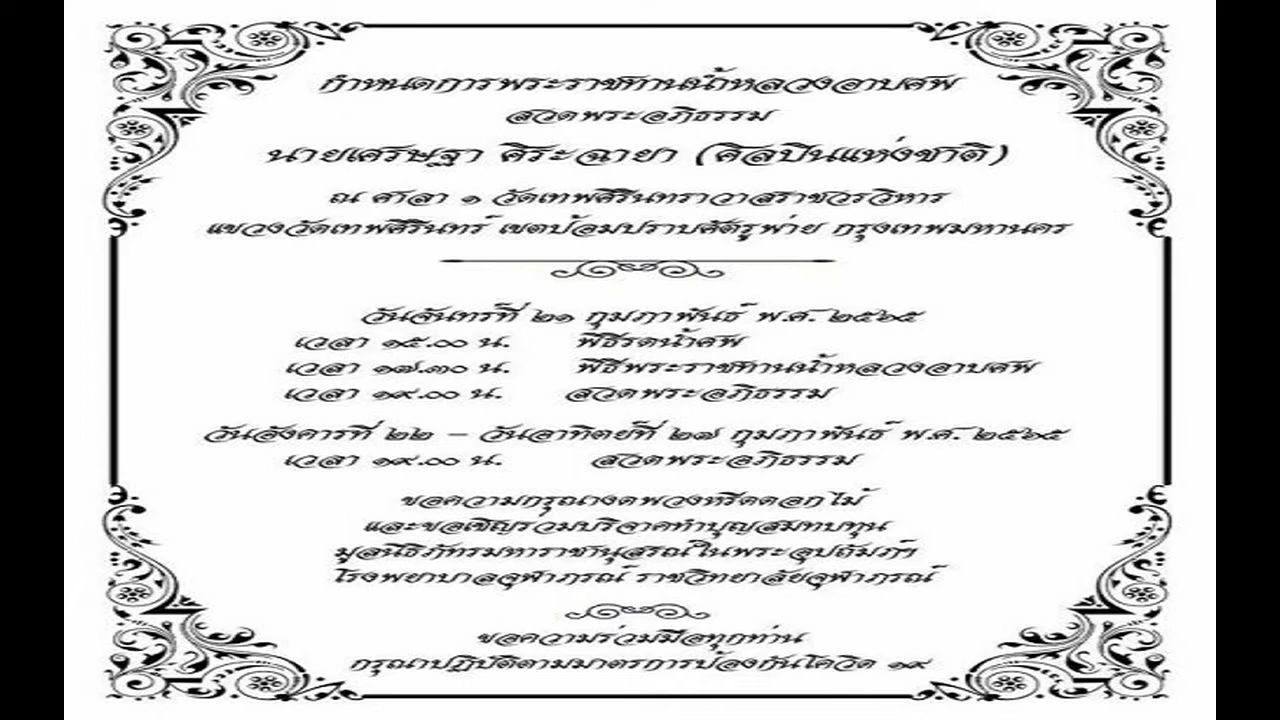 กำหนดการพระราชทานน้ำหลวงอาบศพ
สวดพระอภิธรรม
นายเศรษฐา ศิระฉายา (ศิลปินแห่งชาติ)
ณ ศาลา ๑ วัดเทพศิรินทราวาสราชวรวิหาร
แขวงวัดเทพศิรินทร์ เขตป้อมปราบศัตรูพ่าย กรุงเทพมหานคร
วันจันทร์ที่ ๒๑ กุมภาพันธ์ พ.ศ. ๒๕๖๕
เวลา ๑๕.๐๐ น. พิธีรดน้ำศพ
เวลา ๑๗.๓๐ น. พิธีพระราชทานน้ำหลวงอาบศพ
เวลา ๑๙.๐๐ น. สวดพระอภิธรรม
วันอังคารที่ ๒๒ – วันอาทิตย์ที่ ๒๗ กุมภาพันธ์ พ.ศ. ๒๕๖๕
เวลา ๑๙.๐๐ น. สวดพระอภิธรรม
ขอความกรุณางดพวงหรีดดอกไม้
และขอเชิญรวมบริจาคทำบุญสมทบทุน
มูลนิธิภัทรมหาราชานุสรณ์ในพระอุปถัมภ์ฯ
โรงพยาบาลจุฬาภรณ์ ราชวิทยาลัยจุฬาภรณ์
ขอความร่วมมือทุกท่าน
กรุณาปฏิบัติตามมาตรการป้องกันโควิด ๑๙